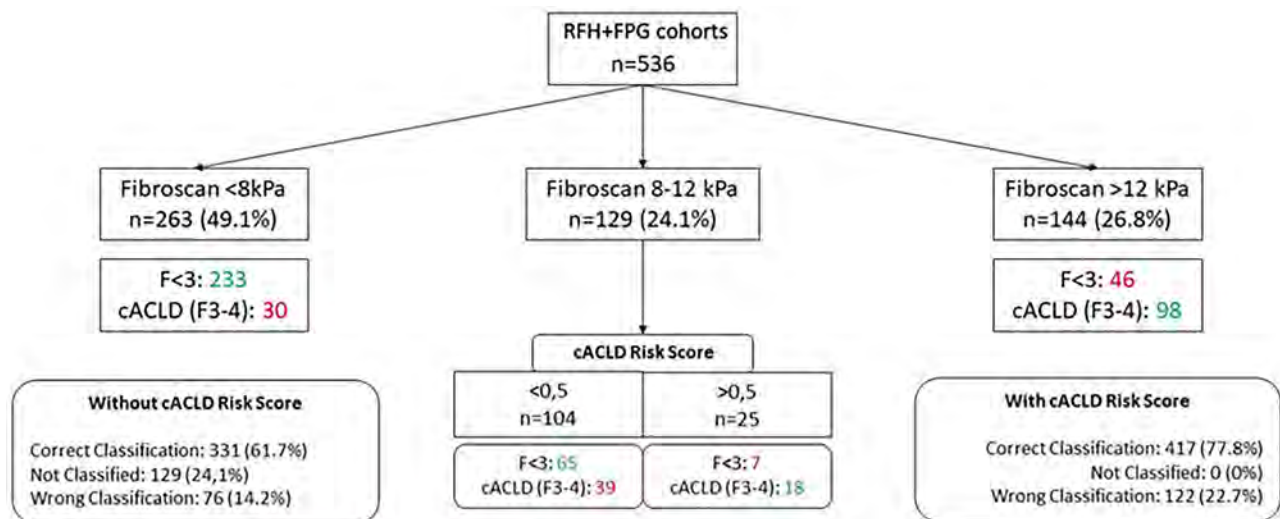 RFH+FPG cohorts
n=536
Fibroscan <8kPa
n=263 (49.1%)
Fibroscan 8-12 kPa
n=129 (24.1%)
Fibroscan >12 kPa
n=144 (26.8%)
F<3: 233
cACLD (F3-4): 30
F<3: 46
cACLD (F3-4): 98
cACLD Risk Score
<0,5
n=104
>0,5
n=25
F<3: 65
cACLD (F3-4): 39
F<3: 7
cACLD (F3-4): 18
Without cACLD Risk Score
Correct Classification: 331 (61.7%)
Not Classified: 129 (24,1%)
Wrong Classification: 76 (14.2%)
With cACLD Risk Score
Correct Classification: 417 (77.8%)
Not Classified: 0 (0%)
Wrong Classification: 122 (22.7%)